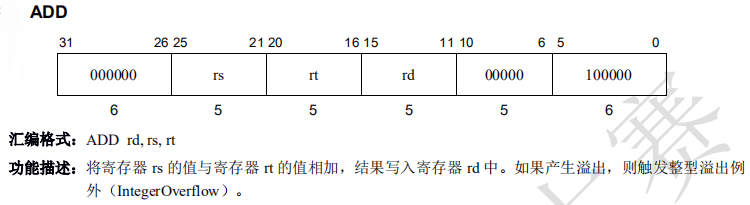 ADD
31 26 25 21 20 16 15 11 10 6 5 0
000000 rs rt rd 00000 100000
6 5 5 5 5 6
汇编格式：ADD rd, rs, rt
功能描述：将寄存器 rs 的值与寄存器 rt 的值相加，结果写入寄存器 rd 中。如果产生溢出，则触发整型溢出例
外（IntegerOverflow）。
赛